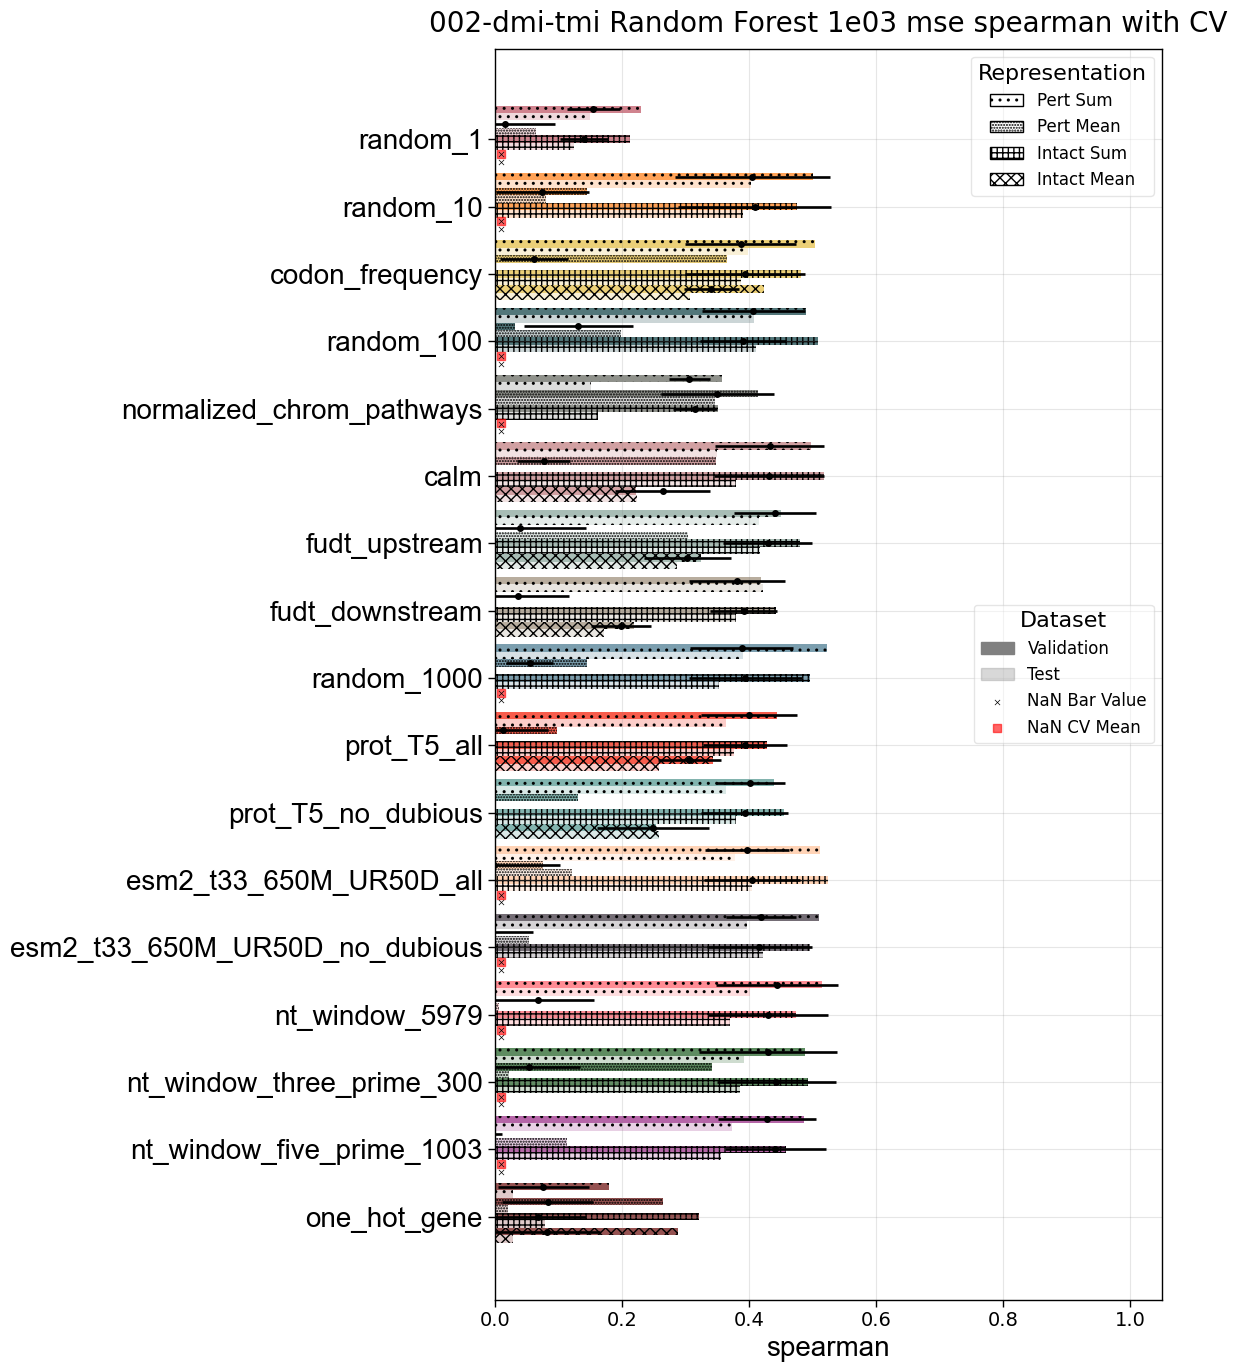 002-dmi-tmi Random Forest 1e03 mse spearman with CV
Representation
Pert Sum
Pert Mean
Intact Sum
Intact Mean
random_1
random_10
codon_frequency
random_100
normalized_chrom_pathways
calm
fudt_upstream
fudt_downstream
random_1000
prot_T5_all
prot_T5_no_dubious
esm2_t33_650M_UR50D_all
esm2_t33_650M_UR50D_no_dubious
nt_window_5979
nt_window_three_prime_300
nt_window_five_prime_1003
one_hot_gene
Dataset
Validation
Test
NaN Bar Value
NaN CV Mean
0.0 0.2 0.4 0.6 0.8 1.0
spearman